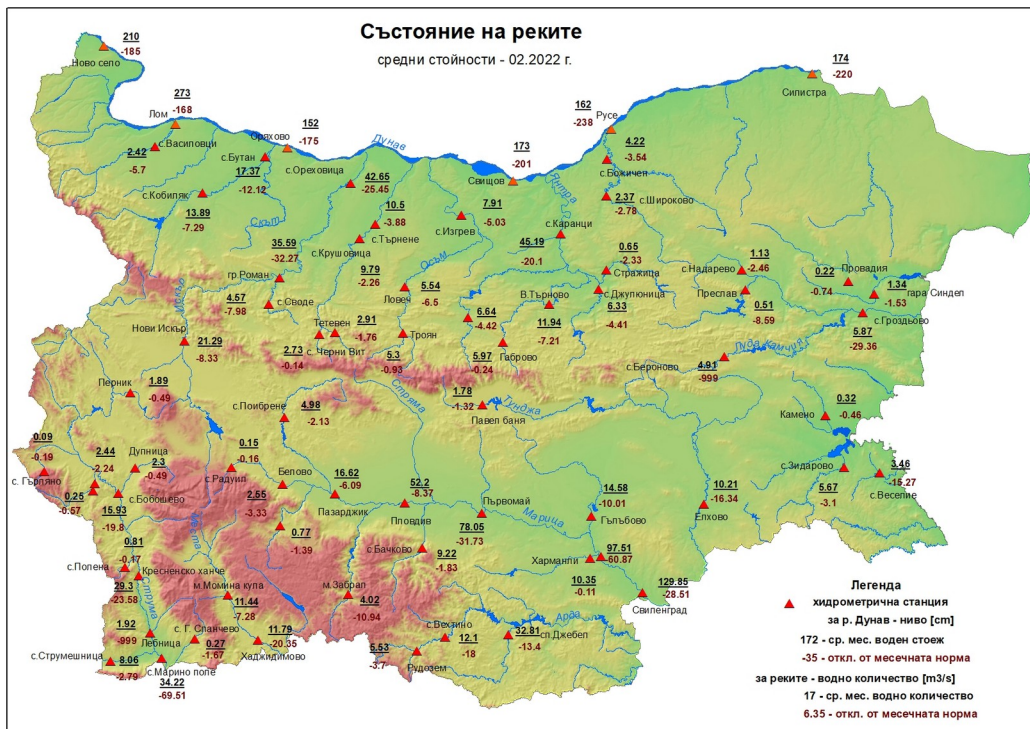 Състояние на реките
средни стойности - 02.2022 г.
210
-185
Ново село
273
-168
Лом
152
-175
Оряхово
Дунав
173
-201
Свищов
162
-238
Русе
174
-220
Силистра
с.Василовци
2.42
-5.7
с.Бутан
17.37
-12.12
с.Кобиляк
13.89
-7.29
с.Ореховица
42.65
-25.45
Скът
10.5
-3.88
с.Търнене
с.Крушовица
9.79
-2.26
7.91
-5.03
с.Изгрев
Янтра
4.22
-3.54
с.Божичен
2.37
-2.78
с.Широково
с.Каранци
45.19
-20.1
0.65
-2.33
Стражица
с.Джулюница
6.33
-4.41
35.59
-32.27
гр.Роман
Искър
4.57
-7.98
с.Своде
Осъм
5.54
-6.5
Ловеч
В.Търново
11.94
-7.21
6.64
-4.42
5.97
-0.24
Габрово
с.Надарево
1.13
-2.46
Преслав
0.51
-8.59
0.22
-0.74
Провадия
1.34
-1.53
гара Синдел
с.Гроздьово
5.87
-29.36
Луда Камчия
с.Бероново
4.91
-999
Нови Искър
21.29
-8.33
Тетевен
2.91
-1.76
2.73
-0.14
с. Черни Вит
Троян
5.3
-0.93
Стряма
1.78
-1.32
Павел баня
Тунджа
Перник
1.89
-0.49
с.Поибрене
4.98
-2.13
0.32
-0.46
Камено
0.09
-0.19
с. Гърляно
2.44
-2.24
0.25
-0.57
Дупница
2.3
-0.49
с.Бобошево
15.93
-19.8
0.15
-0.16
с.Радуил
Белово
2.55
-3.33
16.62
-6.09
Пазарджик
0.77
-1.39
52.2
-8.37
Пловдив
Първомай
78.05
-31.73
Марица
14.58
-10.01
Гълъбово
10.21
-16.34
Елхово
с.Зидарово
5.67
-3.1
3.46
-15.27
с.Веселие
с.Бачково
9.22
-1.83
Харманли
97.51
-60.87
10.35
-0.11
129.85
-28.51
Свиленград
0.81
-0.17
с.Попена
Кресненско ханче
29.3
-23.58
Струма
Места
м.Момина кула
11.44
-7.28
м.Забрал
4.02
-10.94
1.92
-999
Лебница
с. Г. Спанчево
0.27
-1.67
11.79
-20.35
Хаджидимово
с.Струмешница
8.06
-2.79
с.Марино поле
34.22
-69.51
с.Вехтино
12.1
-18
5.53
-3.7
Рудозем
Арда
32.81
-13.4
сп.Джебел
Легенда
хидрометрична станция
за р. Дунав - ниво [cm]
172 - ср. мес. воден стоеж
-35 - откл. от месечната норма
за реките - водно количество [m3/s]
17 - ср. мес. водно количество
6.35 - откл. от месечната норма